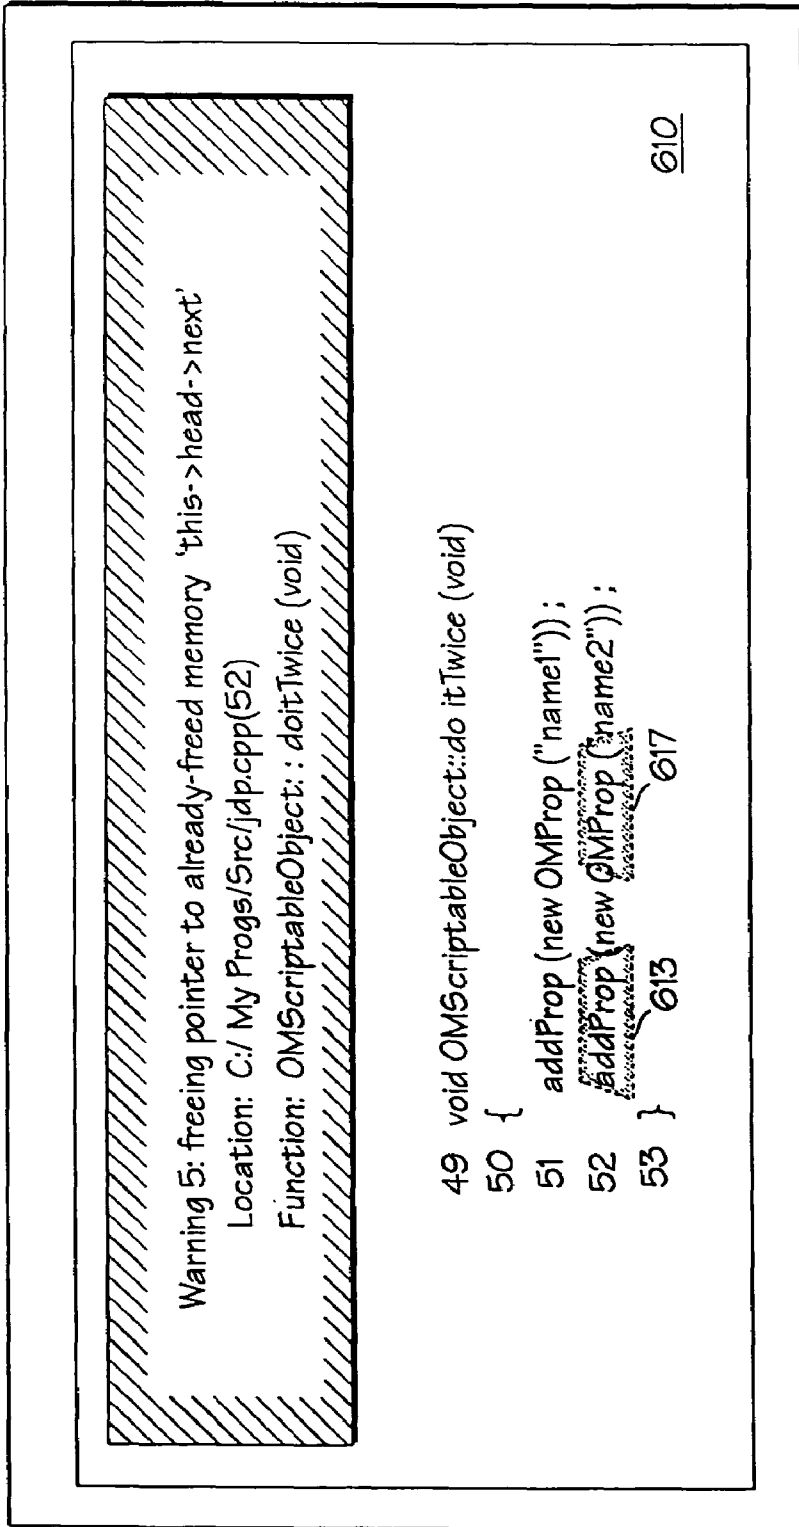 Warning 5: freeing pointer to already-freed memory 'this->head->next'
Location: C:/ My Progs/Src/jdp.cpp(52)
Function: OMScriptableObject: : doitTwice (void)
49 void OMScriptableObject::do itTwice (void)
50 {
51 addProp (new OMProp ("name1")) ;
52 addProp (new OMProp ("name2")) ;
53 }
613
617
610